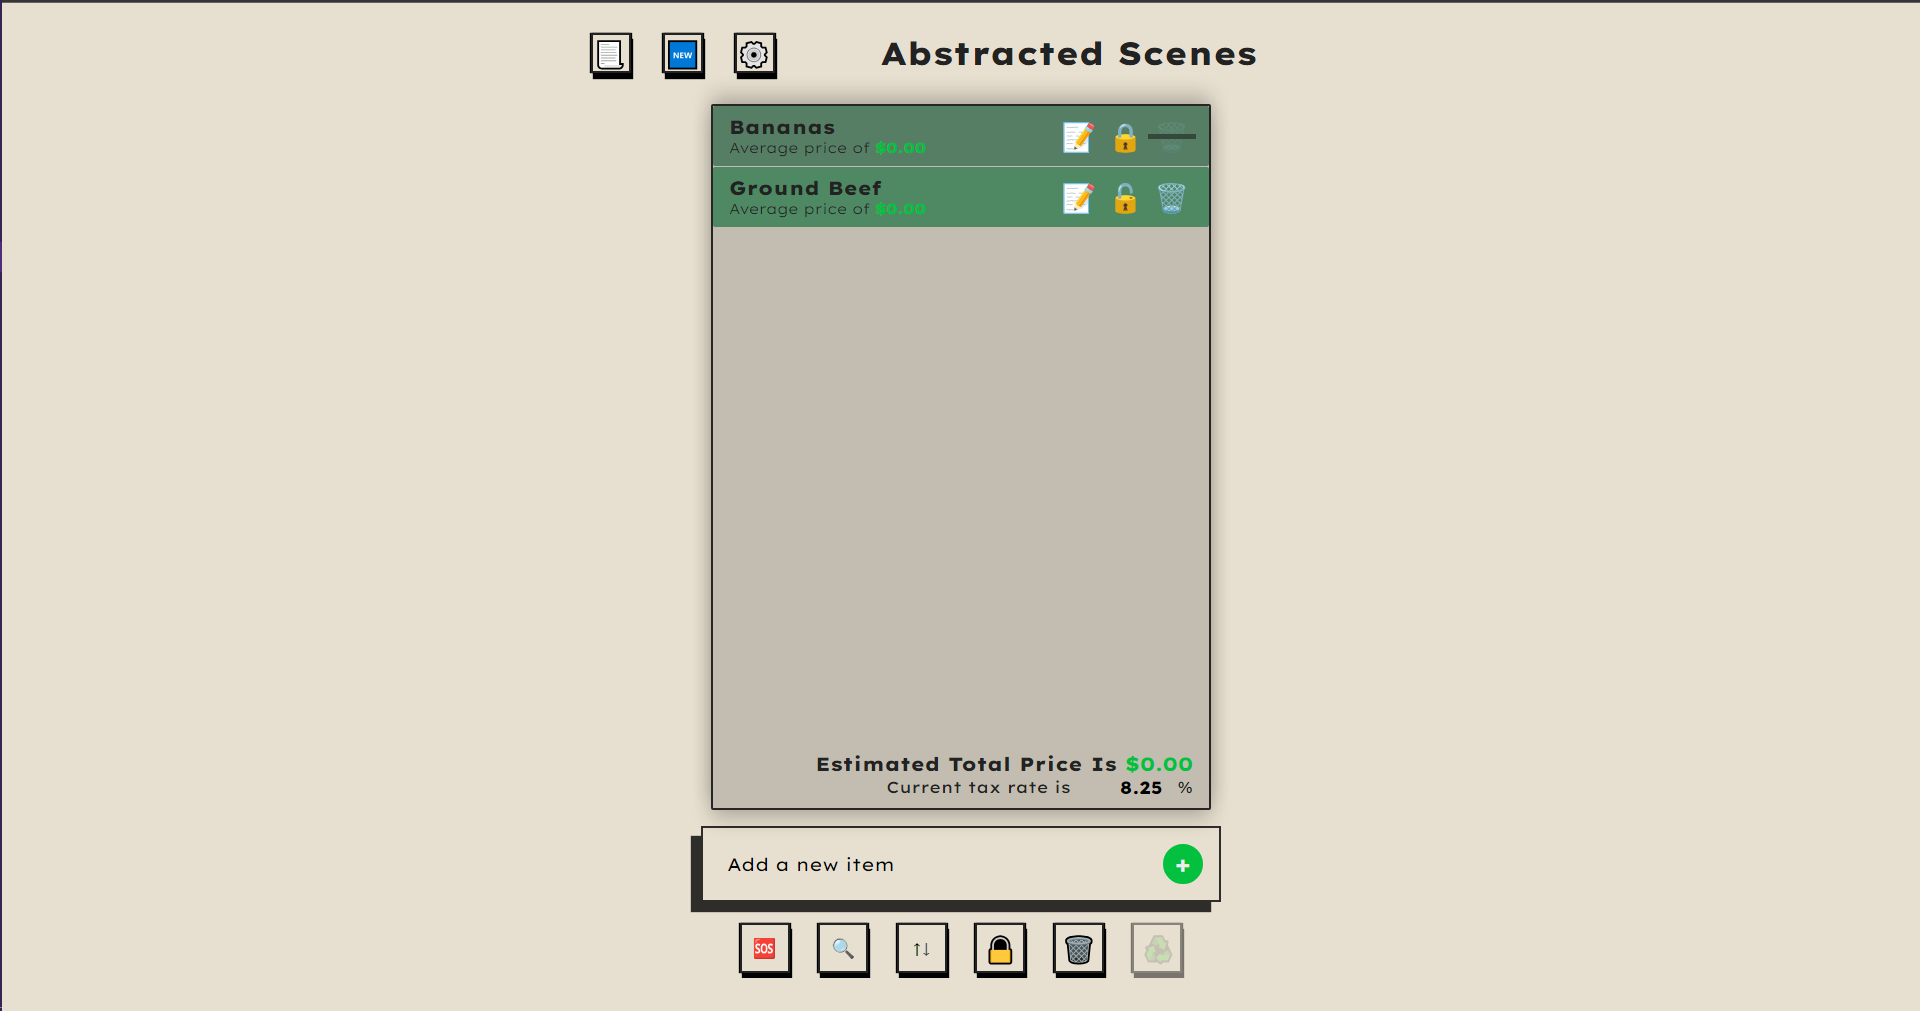 NEW
Abstracted Scenes
Bananas
Average price of $0.00
Ground Beef
Average price of $0.00
Estimated Total Price Is $0.00
Current tax rate is 8.25 %
Add a new item
+
SOS
↑↓